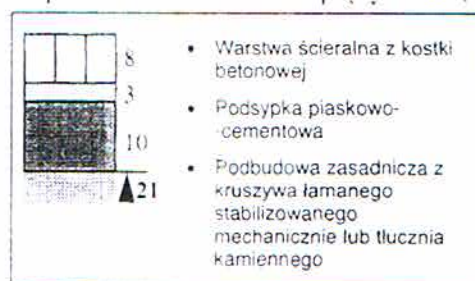 8
3
10
21
• Warstwa ścieralna z kostki
betonowej
• Podsypka piaskowo-
-cementowa
• Podbudowa zasadnicza z
kruszywa łamanego
stabilizowanego
mechanicznie lub tłucznia
kamiennego